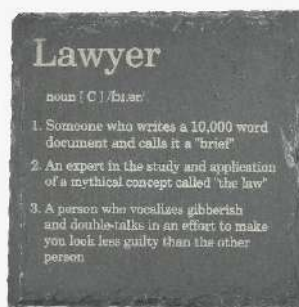 Lawyer
noun [ C ]
1. Someone who writes a 10,000 word
document and calls it a "brief"
2. An expert in the study and application
of a mythical concept called "the law"
3. A person who vocalizes gibberish
and double-talks in an effort to make
you look less guilty than the other
person